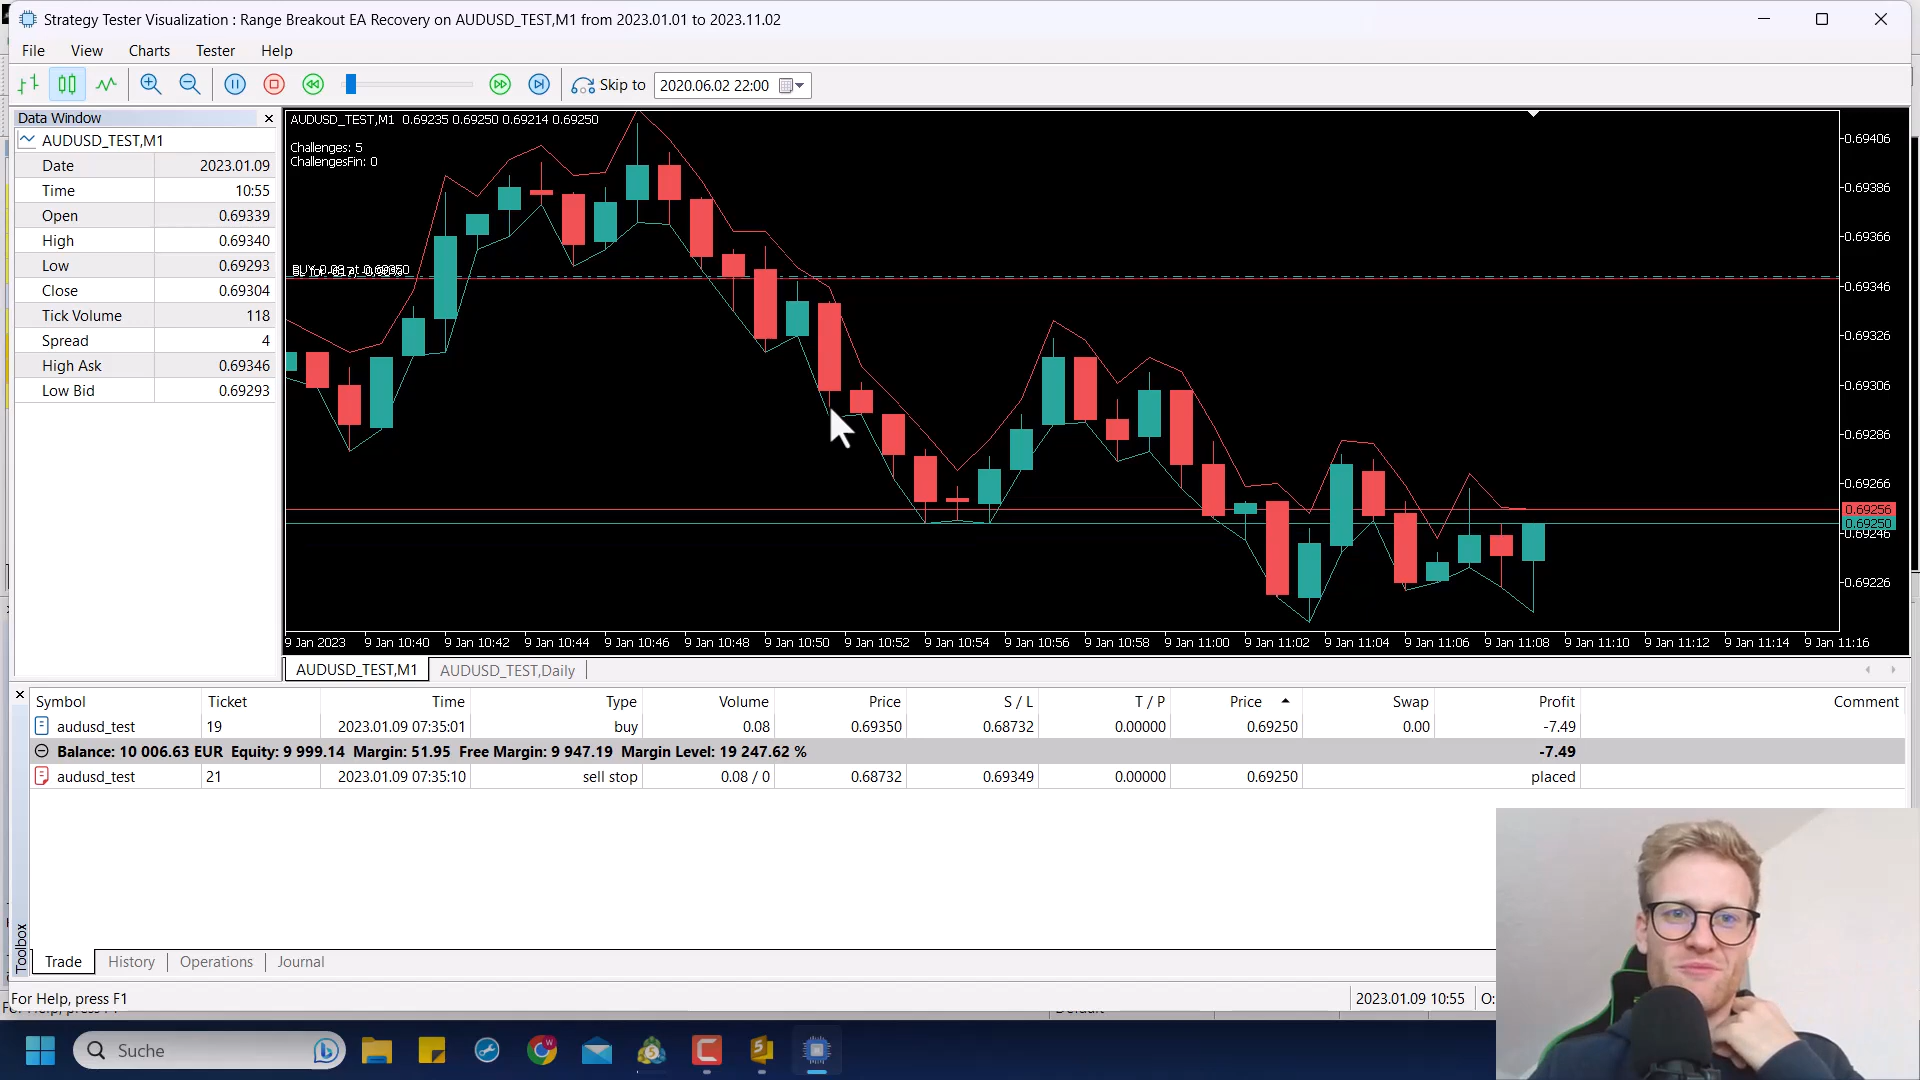 Strategy Tester Visualization : Range Breakout EA Recovery on AUDUSD_TEST,M1 from 2023.01.01 to 2023.11.02
File View Charts Tester Help
Skip to 2020.06.02 22:00
Data Window
AUDUSD_TEST,M1
Date 2023.01.09
Time 10:55
Open 0.69339
High 0.69340
Low 0.69293
Close 0.69304
Tick Volume 118
Spread 4
High Ask 0.69346
Low Bid 0.69293
AUDUSD_TEST,M1 0.69235 0.69250 0.69214 0.69250
Challenges: 5
ChallengesFin: 0
0.69406
0.69386
0.69366
0.69346
0.69326
0.69306
0.69286
0.69266
0.69256
0.69250
0.69246
0.69226
9 Jan 2023 9 Jan 10:40 9 Jan 10:42 9 Jan 10:44 9 Jan 10:46 9 Jan 10:48 9 Jan 10:50 9 Jan 10:52 9 Jan 10:54 9 Jan 10:56 9 Jan 10:58 9 Jan 11:00 9 Jan 11:02 9 Jan 11:04 9 Jan 11:06 9 Jan 11:08 9 Jan 11:10 9 Jan 11:12 9 Jan 11:14 9 Jan 11:16
AUDUSD_TEST,M1 AUDUSD_TEST,Daily
Symbol Ticket Time Type Volume Price S / L T / P Price Swap Profit Comment
audusd_test 19 2023.01.09 07:35:01 buy 0.08 0.69350 0.68732 0.00000 0.69250 0.00 -7.49
Balance: 10 006.63 EUR Equity: 9 999.14 Margin: 51.95 Free Margin: 9 947.19 Margin Level: 19 247.62 % -7.49
audusd_test 21 2023.01.09 07:35:10 sell stop 0.08 / 0 0.68732 0.69349 0.00000 0.69250 placed
Toolbox
Trade History Operations Journal
For Help, press F1 2023.01.09 10:55 O:
Suche